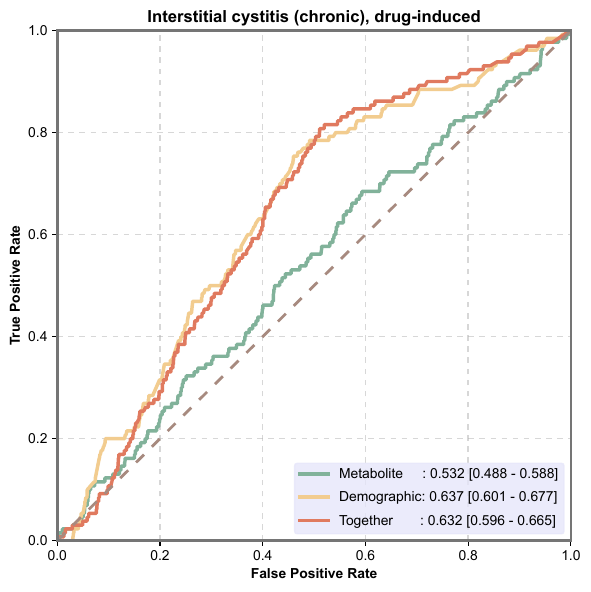 Interstitial cystitis (chronic), drug-induced
True Positive Rate
1.0
0.8
0.6
0.4
0.2
0.0
Metabolite : 0.532 [0.488 - 0.588]
Demographic: 0.637 [0.601 - 0.677]
Together : 0.632 [0.596 - 0.665]
0.0 0.2 0.4 0.6 0.8 1.0
False Positive Rate